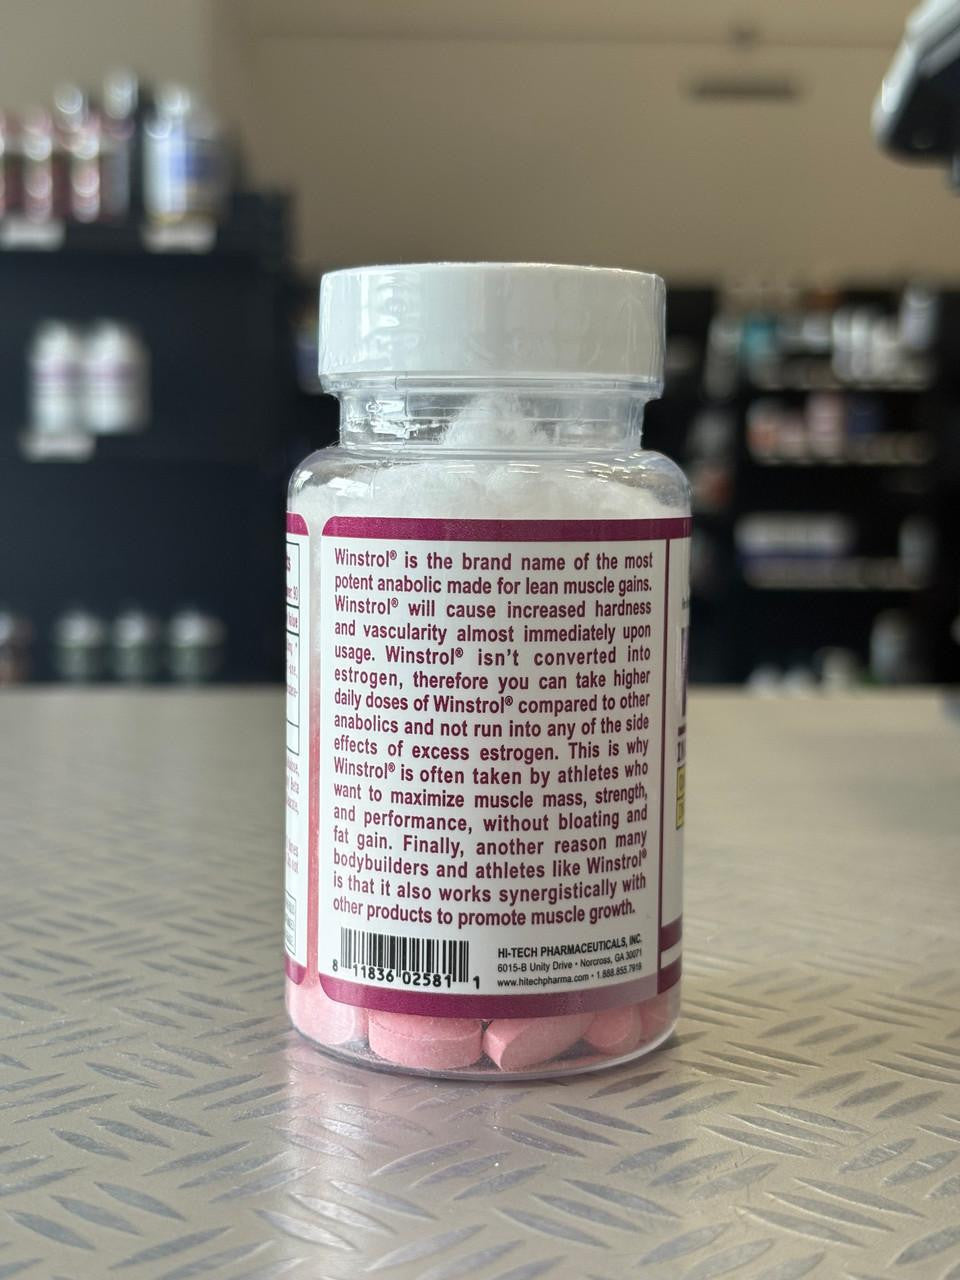 Winstrol® is the brand name of the most
potent anabolic made for lean muscle gains.
Winstrol® will cause increased hardness
and vascularity almost immediately upon
usage. Winstrol® isn't converted into
estrogen, therefore you can take higher
daily doses of Winstrol® compared to other
anabolics and not run into any of the side
effects of excess estrogen. This is why
Winstrol® is often taken by athletes who
want to maximize muscle mass, strength,
and performance, without bloating and
fat gain. Finally, another reason many
bodybuilders and athletes like Winstrol®
is that it also works synergistically with
other products to promote muscle growth.
8 11836 02581 1
HI-TECH PHARMACEUTICALS, INC.
6015-B Unity Drive • Norcross, GA 30071
www.hitechpharma.com • 1.888.855.7919